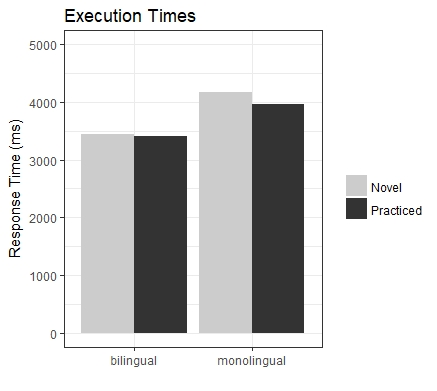 Execution Times
Response Time (ms)
5000
4000
3000
2000
1000
0
bilingual
monolingual
Novel
Practiced